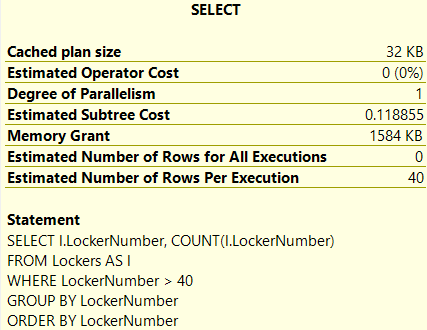 SELECT
Cached plan size 32 KB
Estimated Operator Cost 0 (0%)
Degree of Parallelism 1
Estimated Subtree Cost 0.118855
Memory Grant 1584 KB
Estimated Number of Rows for All Executions 0
Estimated Number of Rows Per Execution 40
Statement
SELECT l.LockerNumber, COUNT(l.LockerNumber)
FROM Lockers AS l
WHERE LockerNumber > 40
GROUP BY LockerNumber
ORDER BY LockerNumber